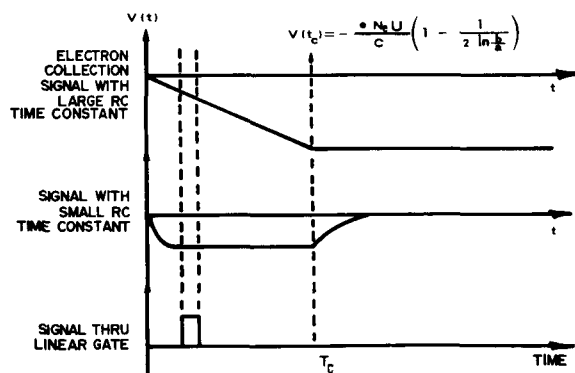 V(t)
V(t_c) = - • N_e U / C (1 - 1 / 2 ln b/a)
ELECTRON
COLLECTION
SIGNAL WITH
LARGE RC
TIME CONSTANT
t
SIGNAL WITH
SMALL RC
TIME CONSTANT
t
SIGNAL THRU
LINEAR GATE
T_C
TIME